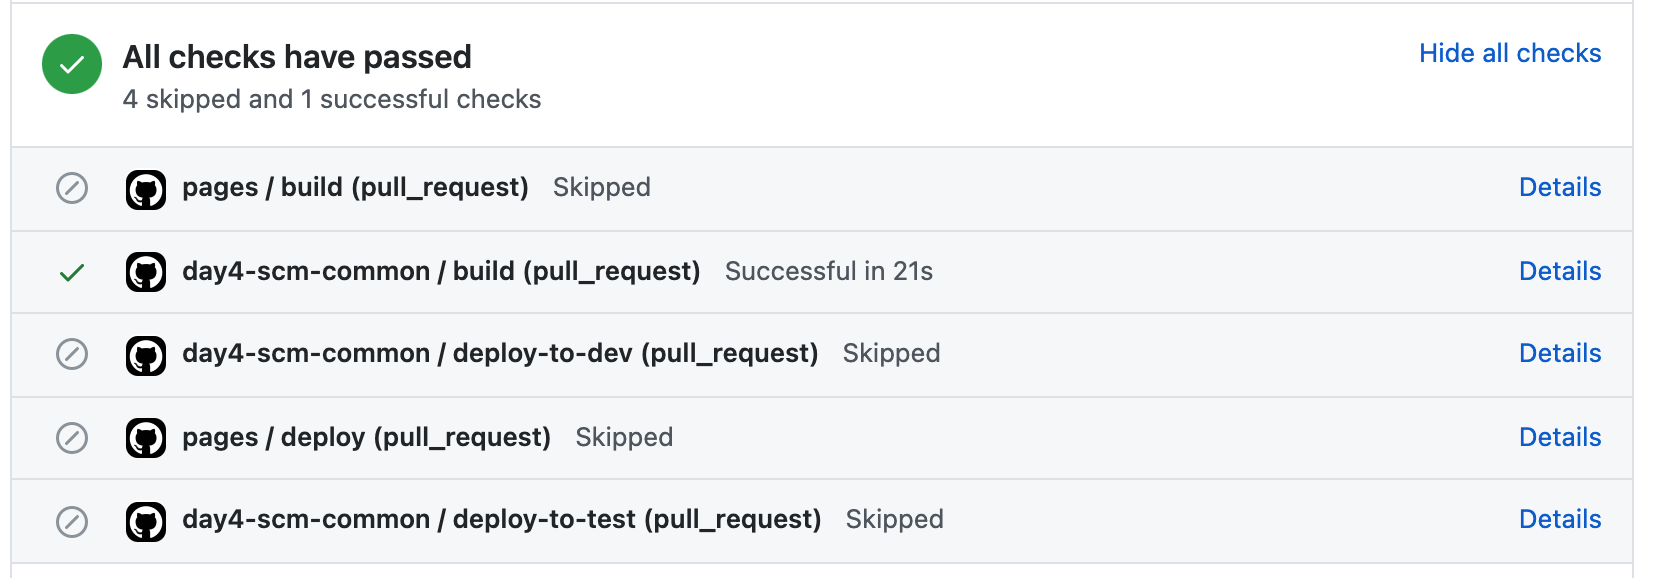 All checks have passed
Hide all checks
4 skipped and 1 successful checks
pages / build (pull_request) Skipped Details
day4-scm-common / build (pull_request) Successful in 21s Details
day4-scm-common / deploy-to-dev (pull_request) Skipped Details
pages / deploy (pull_request) Skipped Details
day4-scm-common / deploy-to-test (pull_request) Skipped Details